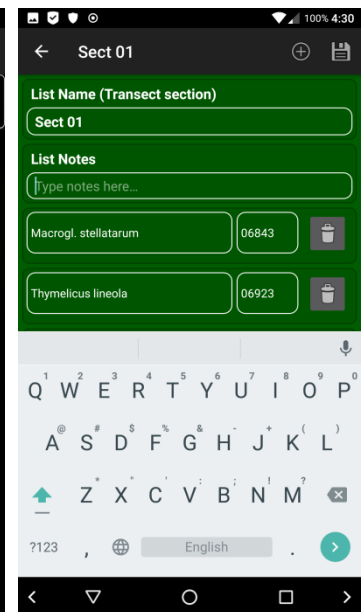 100% 4:30
Sect 01
List Name (Transect section)
Sect 01
List Notes
Type notes here...
Macrogl. stellatarum 06843
Thymelicus lineola 06923
1 2 3 4 5 6 7 8 9 0
Q W E R T Y U I O P
@ # $ % & - + ( )
A S D F G H J K L
* " ' : ; ! ?
Z X C V B N M
?123 , English .